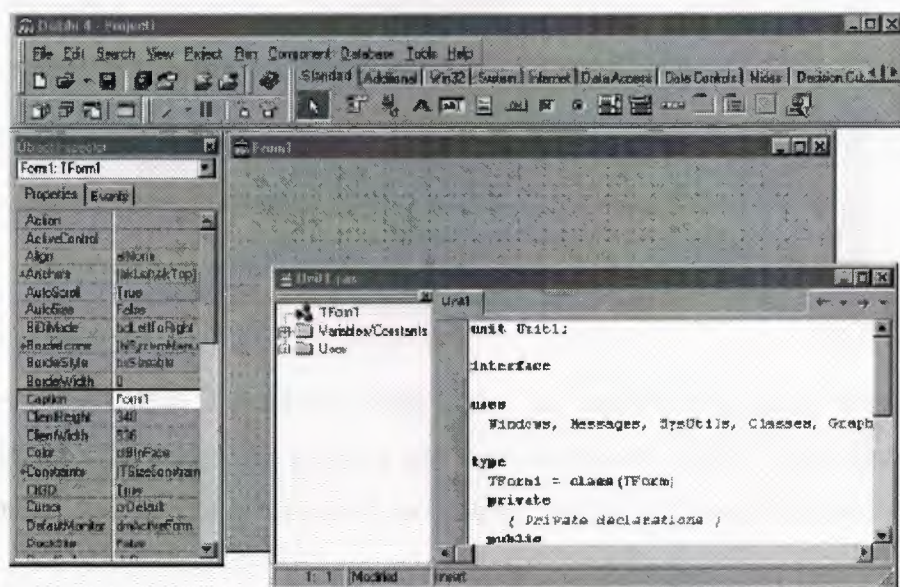 Delphi 4 - Project1
File Edit Search View Project Run Component Database Tools Help
Standard Additional Win32 System Internet Data Access Data Controls Midas Decision Cu
Object Inspector
Form1: TForm1
Properties Events
Action
ActiveControl
Align alNone
Anchors [akLeft,akTop]
AutoScroll True
AutoSize False
BiDiMode bdLeftToRight
BorderIcons [biSystemMenu
BorderStyle bsSizeable
BorderWidth 0
Caption Form1
ClientHeight 348
ClientWidth 536
Color clBtnFace
Constraints (TSizeConstrain
Ctl3D True
Cursor crDefault
DefaultMonitor dmActiveForm
DockSite False
Form1
Unit1.pas
TForm1
Variables/Constants
Uses
Unit1
unit Unit1;
interface
uses
Windows, Messages, SysUtils, Classes, Graph
type
TForm1 = class(TForm)
private
{ Private declarations }
public
1: 1 Modified Insert